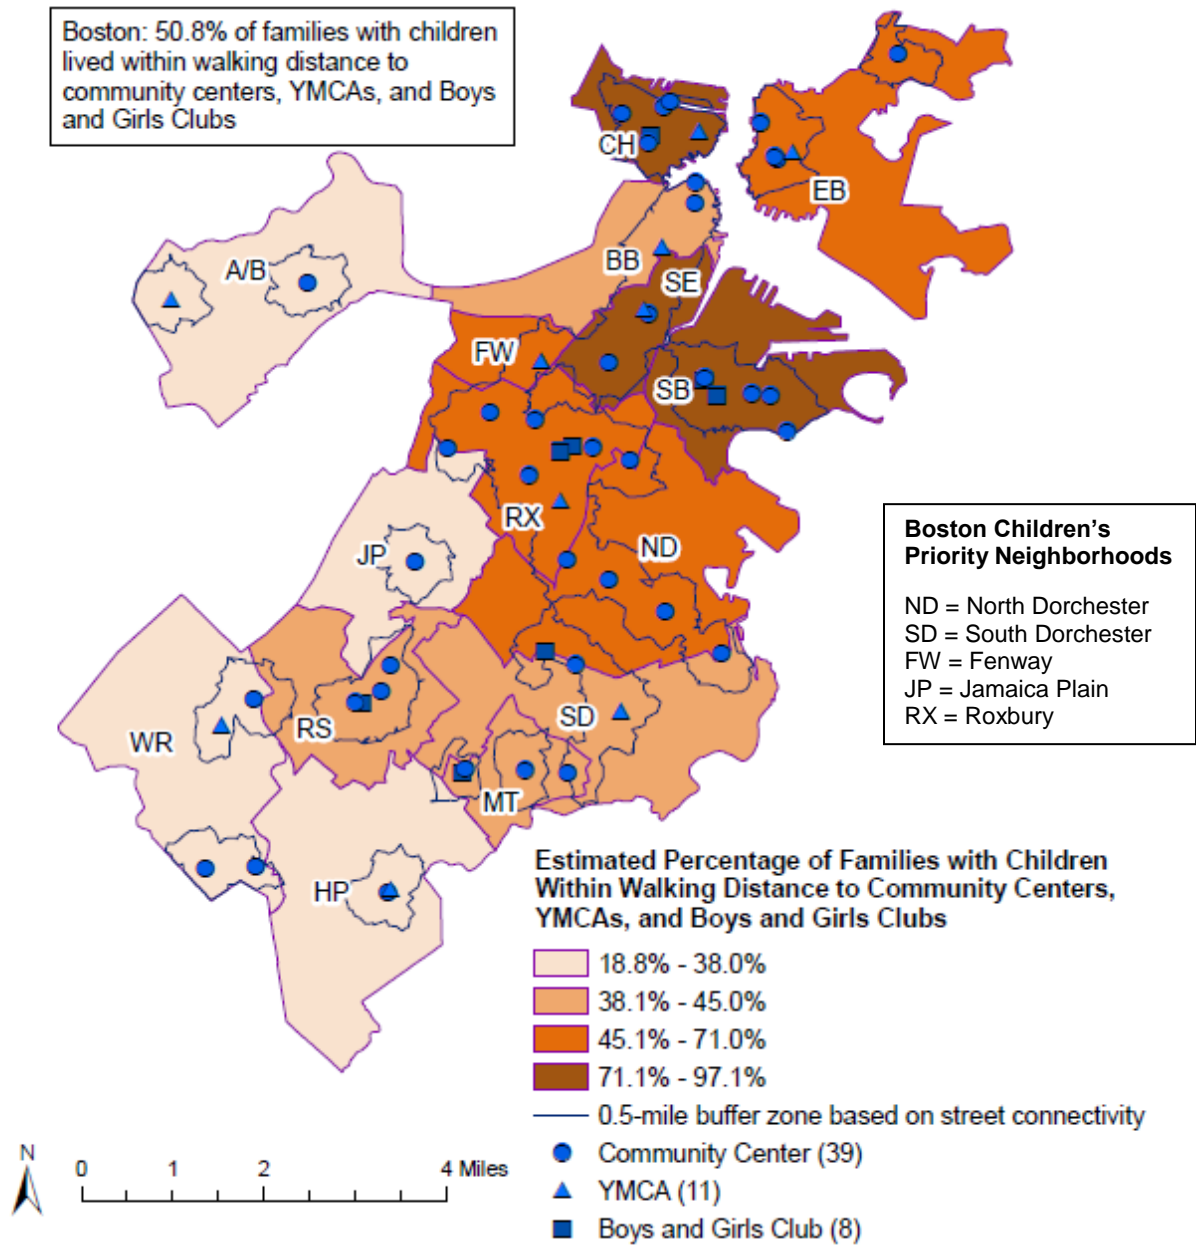 Boston: 50.8% of families with children
lived within walking distance to
community centers, YMCAs, and Boys
and Girls Clubs
CH
EB
A/B
BB
SE
FW
SB
RX
ND
JP
Boston Children’s
Priority Neighborhoods
ND = North Dorchester
SD = South Dorchester
FW = Fenway
JP = Jamaica Plain
RX = Roxbury
WR
RS
SD
MT
HP
Estimated Percentage of Families with Children
Within Walking Distance to Community Centers,
YMCAs, and Boys and Girls Clubs
18.8% - 38.0%
38.1% - 45.0%
45.1% - 71.0%
71.1% - 97.1%
0.5-mile buffer zone based on street connectivity
Community Center (39)
YMCA (11)
Boys and Girls Club (8)
N
0 1 2 4 Miles